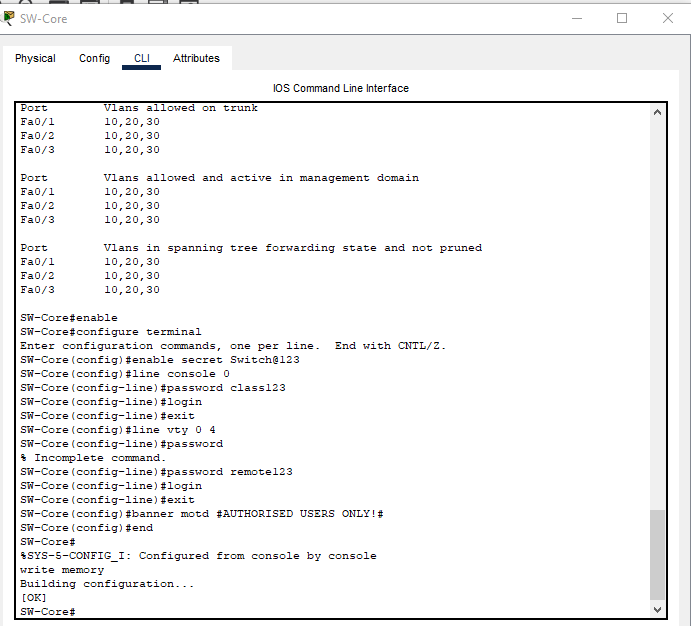 SW-Core
Physical Config CLI Attributes
IOS Command Line Interface
Port        Vlans allowed on trunk
Fa0/1       10,20,30
Fa0/2       10,20,30
Fa0/3       10,20,30
Port        Vlans allowed and active in management domain
Fa0/1       10,20,30
Fa0/2       10,20,30
Fa0/3       10,20,30
Port        Vlans in spanning tree forwarding state and not pruned
Fa0/1       10,20,30
Fa0/2       10,20,30
Fa0/3       10,20,30
SW-Core#enable
SW-Core#configure terminal
Enter configuration commands, one per line.  End with CNTL/Z.
SW-Core(config)#enable secret Switch@123
SW-Core(config)#line console 0
SW-Core(config-line)#password class123
SW-Core(config-line)#login
SW-Core(config-line)#exit
SW-Core(config)#line vty 0 4
SW-Core(config-line)#password
% Incomplete command.
SW-Core(config-line)#password remote123
SW-Core(config-line)#login
SW-Core(config-line)#exit
SW-Core(config)#banner motd #AUTHORISED USERS ONLY!#
SW-Core(config)#end
SW-Core#
%SYS-5-CONFIG_I: Configured from console by console
write memory
Building configuration...
[OK]
SW-Core#